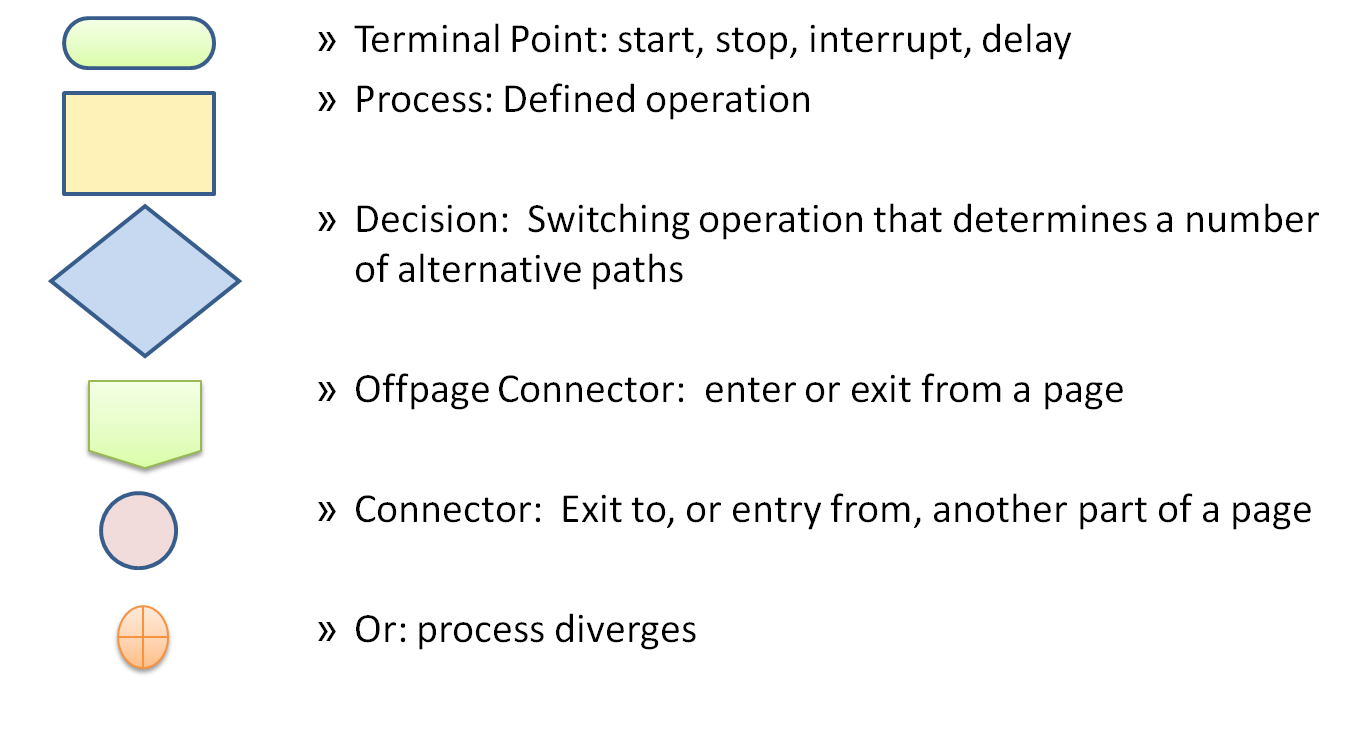 » Terminal Point: start, stop, interrupt, delay
» Process: Defined operation
» Decision:  Switching operation that determines a number
of alternative paths
» Offpage Connector:  enter or exit from a page
» Connector:  Exit to, or entry from, another part of a page
» Or: process diverges